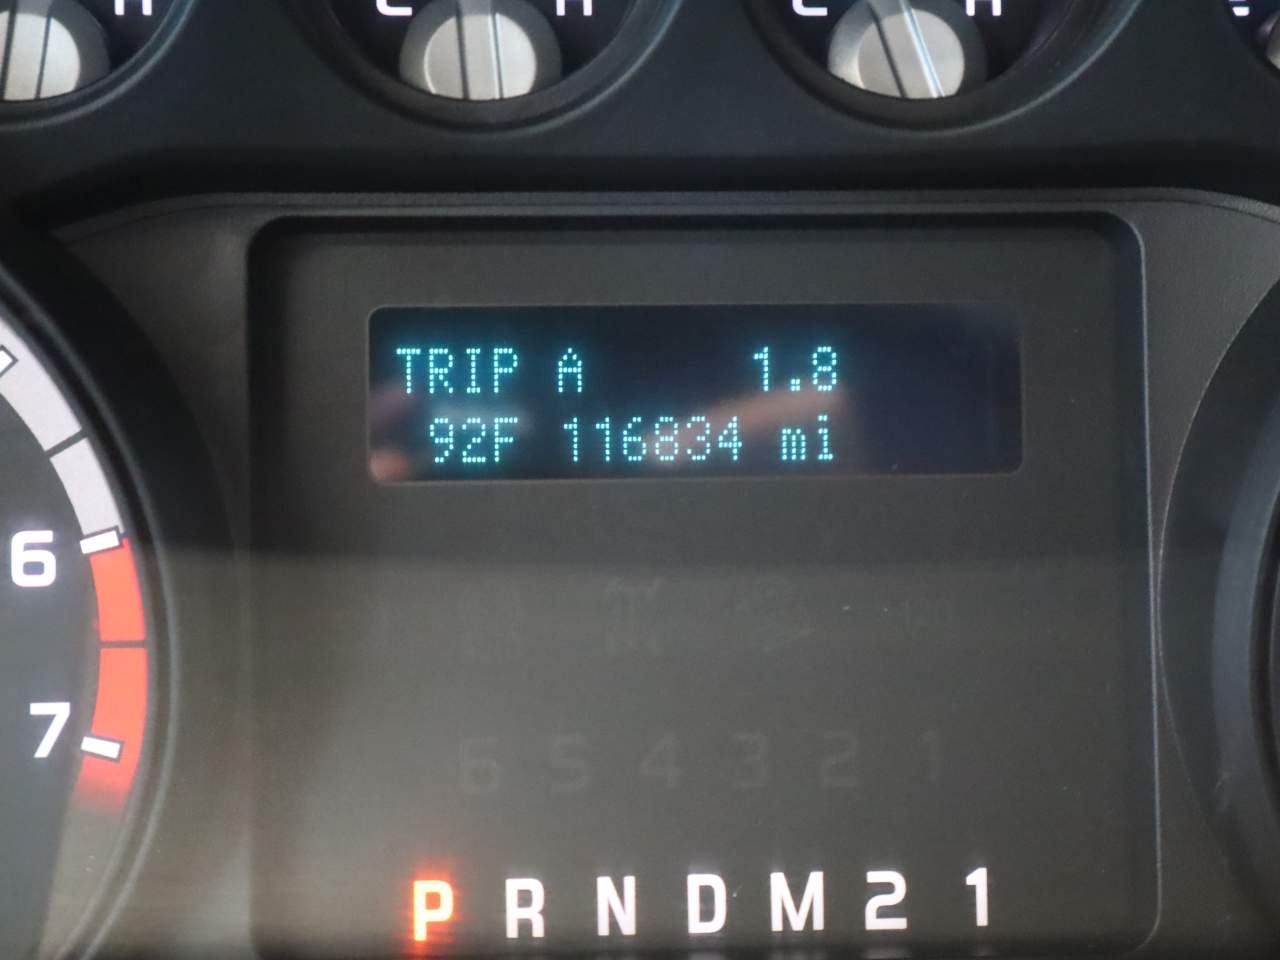 H C H C H
TRIP A 1.8
92F 116834 mi
6
7
6 5 4 3 2 1
P R N D M 2 1